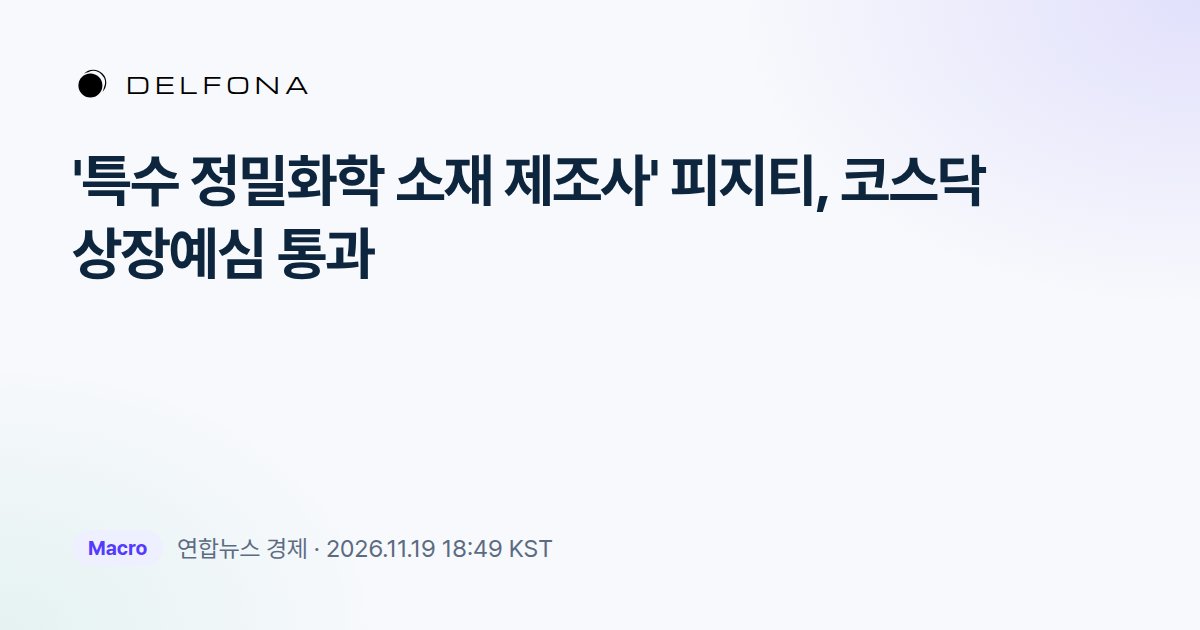 DELFONA
'특수 정밀화학 소재 제조사' 피지티, 코스닥
상장예심 통과
Macro 연합뉴스 경제 · 2026.11.19 18:49 KST